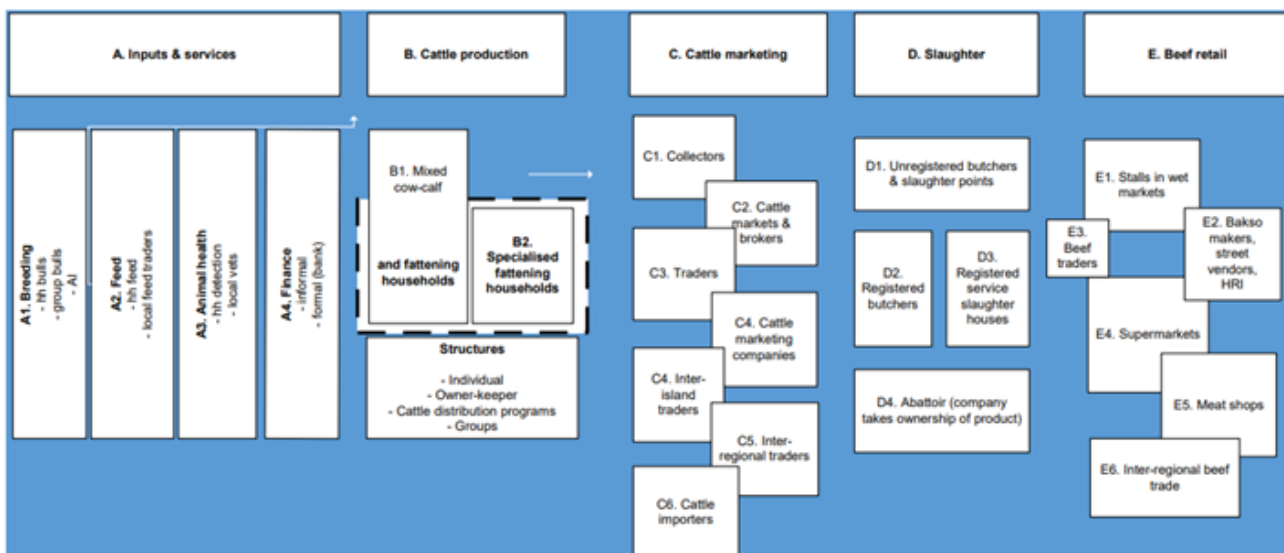 A. Inputs & services
B. Cattle production
C. Cattle marketing
D. Slaughter
E. Beef retail
A1. Breeding
- hh bulls
- group bulls
- AI
A2. Feed
- hh feed
- local feed traders
A3. Animal health
- hh detection
- local vets
A4. Finance
- informal
- formal (bank)
B1. Mixed
cow-calf
and fattening
households
B2.
Specialised
fattening
households
Structures
- Individual
- Owner-keeper
- Cattle distribution programs
- Groups
C1. Collectors
C2. Cattle
markets &
brokers
C3. Traders
C4. Cattle
marketing
companies
C4. Inter-
island
traders
C5. Inter-
regional traders
C6. Cattle
importers
D1. Unregistered butchers
& slaughter points
D2.
Registered
butchers
D3.
Registered
service
slaughter
houses
D4. Abattoir (company
takes ownership of product)
E1. Stalls in wet
markets
E2. Bakso
makers,
street
vendors,
HRI
E3.
Beef
traders
E4. Supermarkets
E5. Meat shops
E6. Inter-regional beef
trade